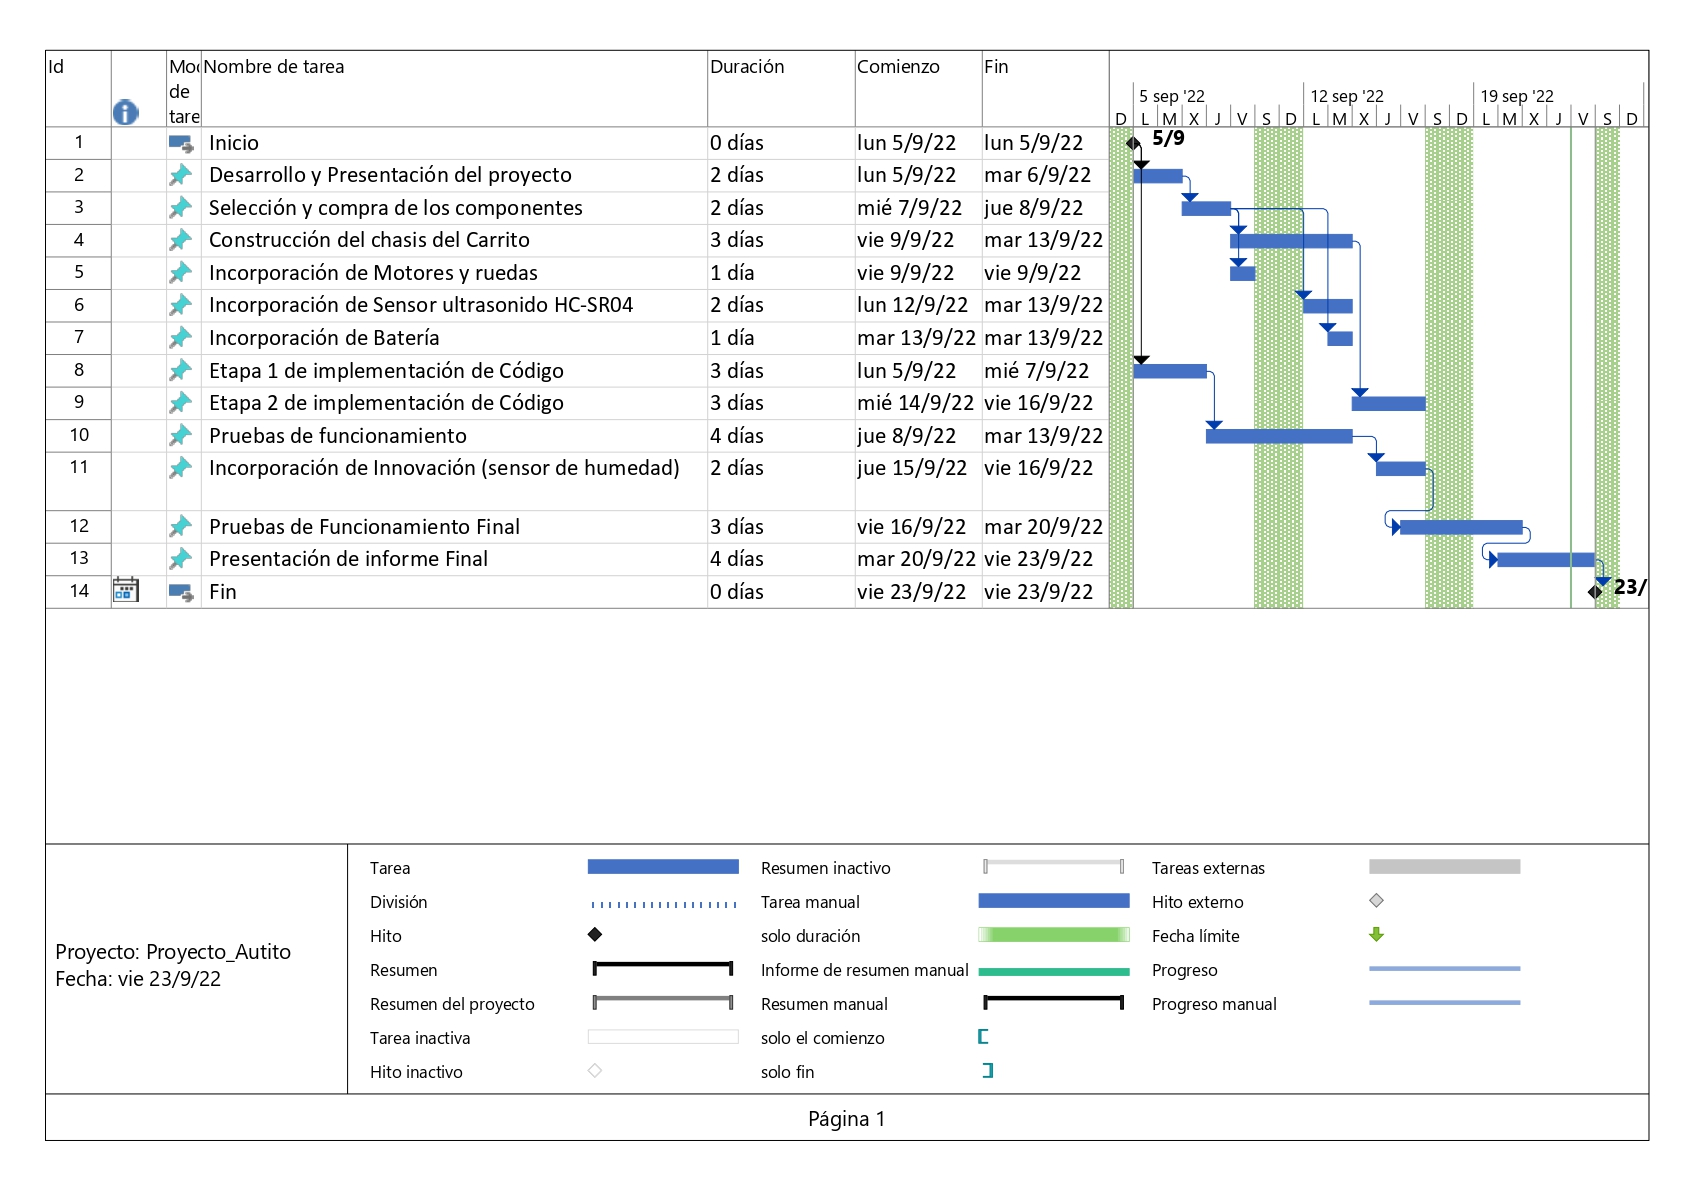 Id
Moc
de
tare
Nombre de tarea
Duración
Comienzo
Fin
5 sep '22
12 sep '22
19 sep '22
D L M X J V S D L M X J V S D L M X J V S D
1 Inicio 0 días lun 5/9/22 lun 5/9/22 5/9
2 Desarrollo y Presentación del proyecto 2 días lun 5/9/22 mar 6/9/22
3 Selección y compra de los componentes 2 días mié 7/9/22 jue 8/9/22
4 Construcción del chasis del Carrito 3 días vie 9/9/22 mar 13/9/22
5 Incorporación de Motores y ruedas 1 día vie 9/9/22 vie 9/9/22
6 Incorporación de Sensor ultrasonido HC-SR04 2 días lun 12/9/22 mar 13/9/22
7 Incorporación de Batería 1 día mar 13/9/22 mar 13/9/22
8 Etapa 1 de implementación de Código 3 días lun 5/9/22 mié 7/9/22
9 Etapa 2 de implementación de Código 3 días mié 14/9/22 vie 16/9/22
10 Pruebas de funcionamiento 4 días jue 8/9/22 mar 13/9/22
11 Incorporación de Innovación (sensor de humedad) 2 días jue 15/9/22 vie 16/9/22
12 Pruebas de Funcionamiento Final 3 días vie 16/9/22 mar 20/9/22
13 Presentación de informe Final 4 días mar 20/9/22 vie 23/9/22
14 Fin 0 días vie 23/9/22 vie 23/9/22 23/
Proyecto: Proyecto_Autito
Fecha: vie 23/9/22
Tarea
División
Hito
Resumen
Resumen del proyecto
Tarea inactiva
Hito inactivo
Resumen inactivo
Tarea manual
solo duración
Informe de resumen manual
Resumen manual
solo el comienzo
solo fin
Tareas externas
Hito externo
Fecha límite
Progreso
Progreso manual
Página 1